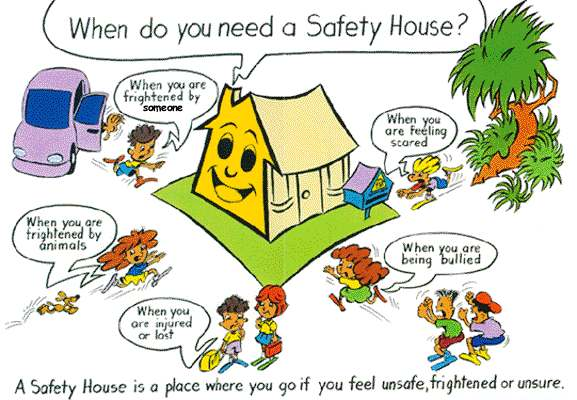 When do you need a Safety House?
When you are
frightened by
someone
When you
are feeling
scared
When you are
frightened by
animals
When you are
being bullied
When you
are injured
or lost
A Safety House is a place where you go if you feel unsafe, frightened or unsure.